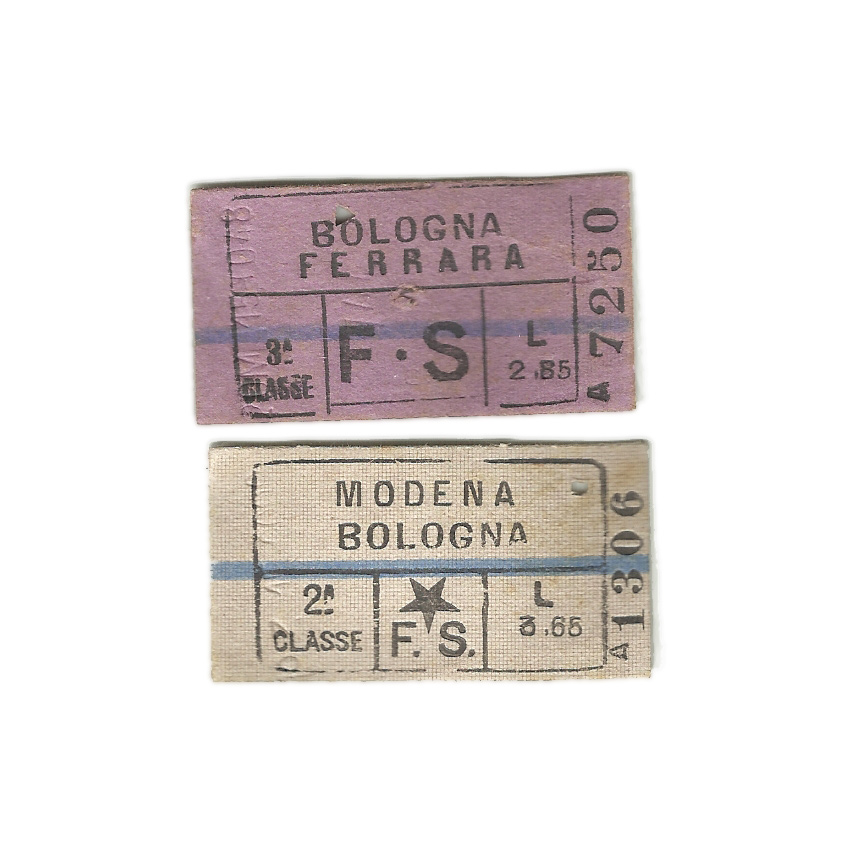 BOLOGNA
FERRARA
3ª
CLASSE
F·S
L
2.85
A 7250
MODENA
BOLOGNA
2ª
CLASSE
F. S.
L
3.65
A 1306